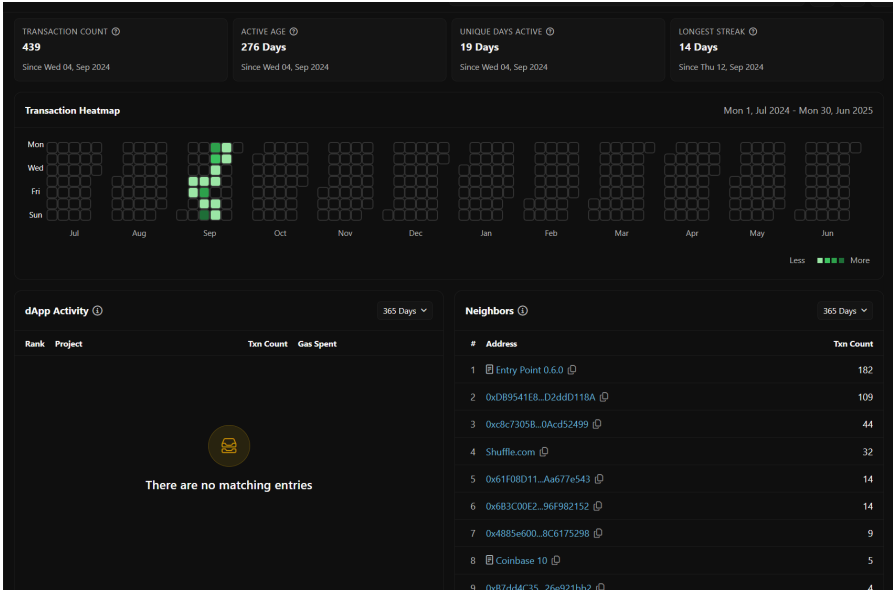 TRANSACTION COUNT
439
Since Wed 04, Sep 2024
ACTIVE AGE
276 Days
Since Wed 04, Sep 2024
UNIQUE DAYS ACTIVE
19 Days
Since Wed 04, Sep 2024
LONGEST STREAK
14 Days
Since Thu 12, Sep 2024
Transaction Heatmap
Mon 1, Jul 2024 - Mon 30, Jun 2025
Mon
Wed
Fri
Sun
Jul Aug Sep Oct Nov Dec Jan Feb Mar Apr May Jun
Less More
dApp Activity
365 Days
Rank Project Txn Count Gas Spent
There are no matching entries
Neighbors
365 Days
# Address Txn Count
1 Entry Point 0.6.0 182
2 0xDB9541E8...D2ddD118A 109
3 0xc8c7305B...0Acd52499 44
4 Shuffle.com 32
5 0x61F08D11...Aa677e543 14
6 0x6B3C00E2...96F982152 14
7 0x4885e600...8C6175298 9
8 Coinbase 10 5
9 0xB7dd4C35...26e921bb2 4